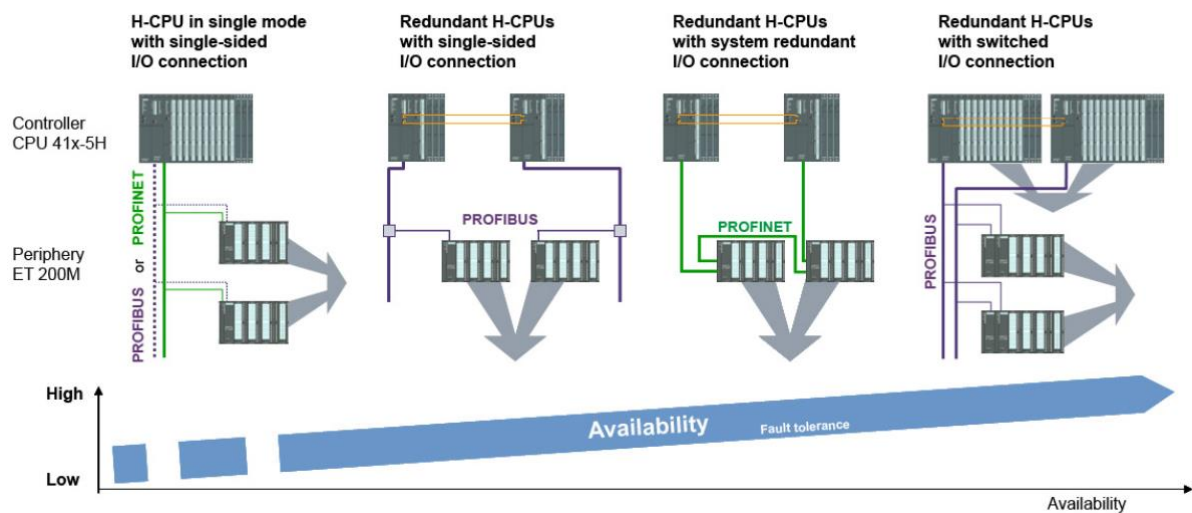 H-CPU in single mode
with single-sided
I/O connection
Redundant H-CPUs
with single-sided
I/O connection
Redundant H-CPUs
with system redundant
I/O connection
Redundant H-CPUs
with switched
I/O connection
Controller
CPU 41x-5H
Periphery
ET 200M
PROFIBUS or PROFINET
PROFIBUS
PROFINET
PROFIBUS
High
Low
Availability
Fault tolerance
Availability